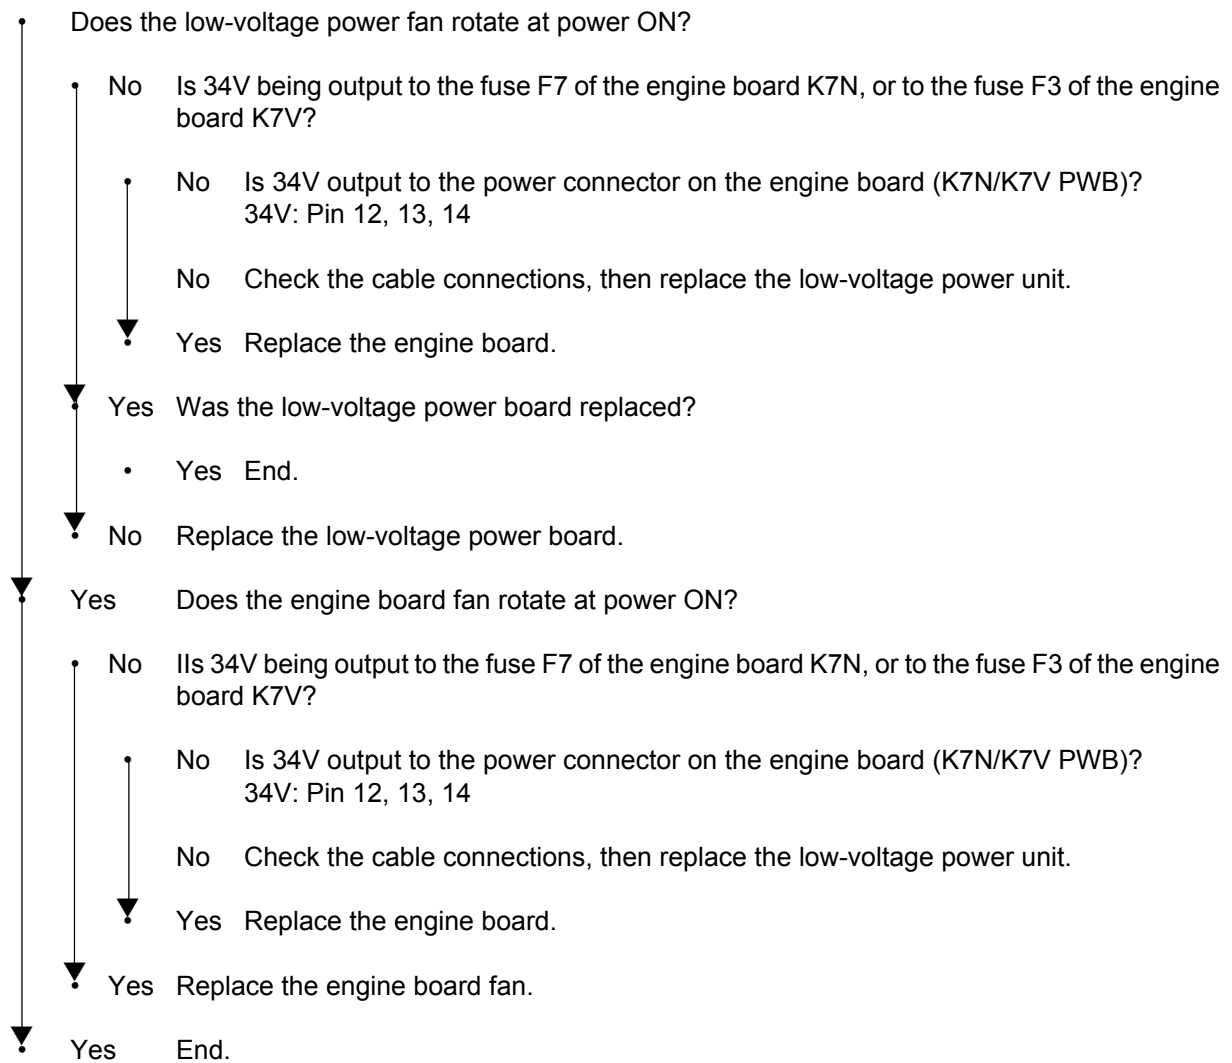 • Does the low-voltage power fan rotate at power ON?
• No Is 34V being output to the fuse F7 of the engine board K7N, or to the fuse F3 of the engine
board K7V?
• No Is 34V output to the power connector on the engine board (K7N/K7V PWB)?
34V: Pin 12, 13, 14
No Check the cable connections, then replace the low-voltage power unit.
• Yes Replace the engine board.
• Yes Was the low-voltage power board replaced?
• Yes End.
• No Replace the low-voltage power board.
• Yes Does the engine board fan rotate at power ON?
• No IIs 34V being output to the fuse F7 of the engine board K7N, or to the fuse F3 of the engine
board K7V?
• No Is 34V output to the power connector on the engine board (K7N/K7V PWB)?
34V: Pin 12, 13, 14
No Check the cable connections, then replace the low-voltage power unit.
• Yes Replace the engine board.
• Yes Replace the engine board fan.
• Yes End.